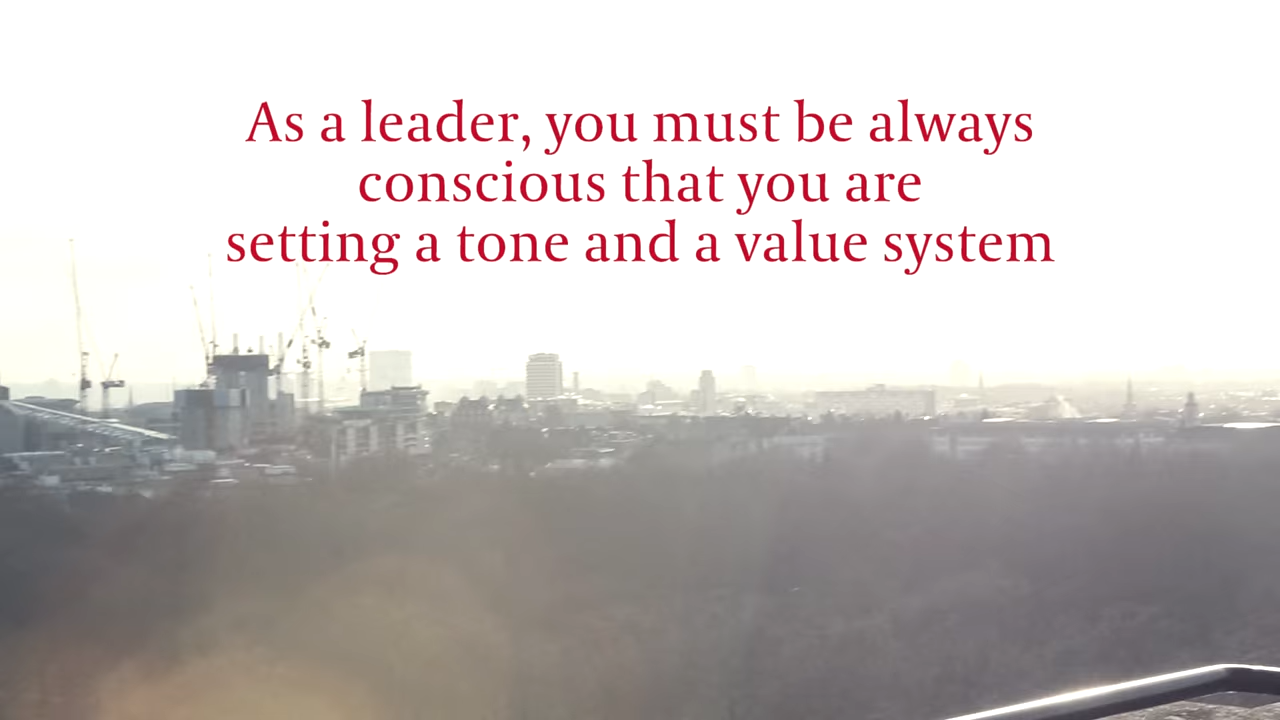 As a leader, you must be always
conscious that you are
setting a tone and a value system